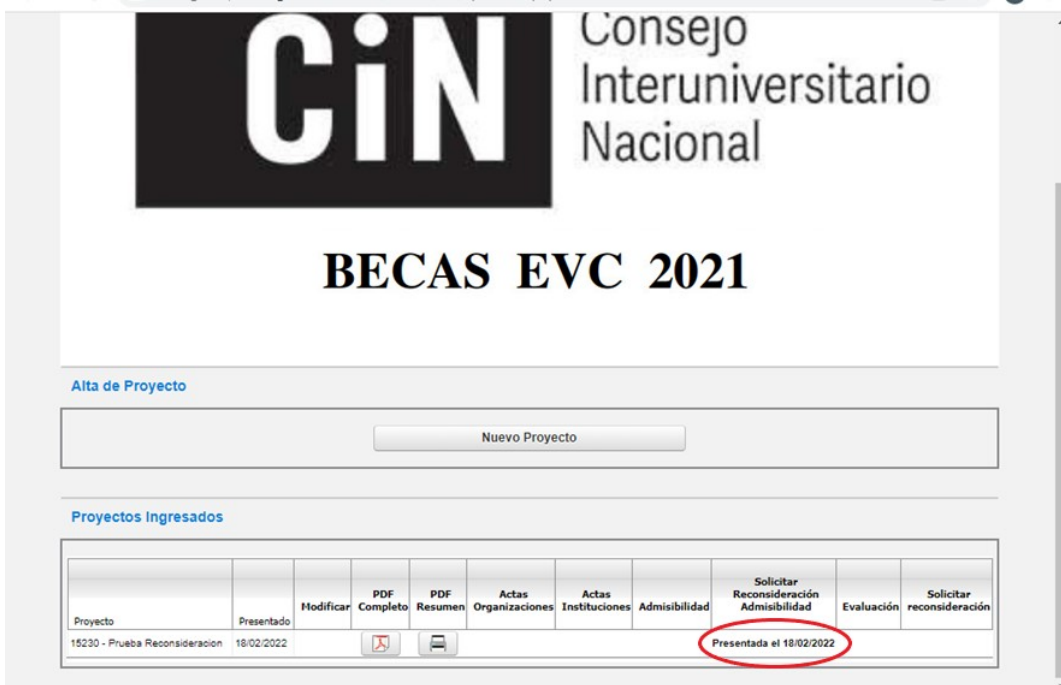 CiN
Consejo
Interuniversitario
Nacional
BECAS EVC 2021
Alta de Proyecto
Nuevo Proyecto
Proyectos Ingresados
Proyecto
Presentado
Modificar
PDF
Completo
PDF
Resumen
Actas
Organizaciones
Actas
Instituciones
Admisibilidad
Solicitar
Reconsideración
Admisibilidad
Evaluación
Solicitar
reconsideración
15230 - Prueba Reconsideracion
18/02/2022
Presentada el 18/02/2022